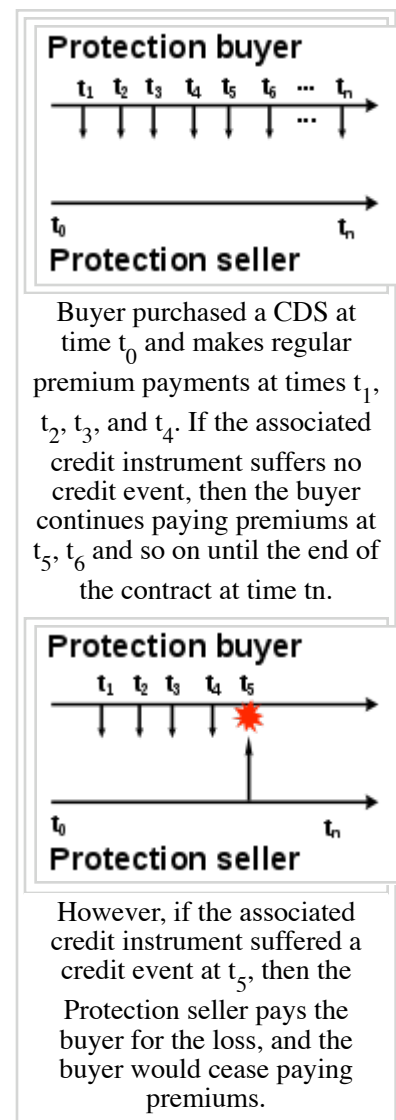 Protection buyer
t₁ t₂ t₃ t₄ t₅ t₆ ... tₙ
...
t₀ tₙ
Protection seller
Buyer purchased a CDS at
time t₀ and makes regular
premium payments at times t₁,
t₂, t₃, and t₄. If the associated
credit instrument suffers no
credit event, then the buyer
continues paying premiums at
t₅, t₆ and so on until the end of
the contract at time tn.
Protection buyer
t₁ t₂ t₃ t₄ t₅
t₀ tₙ
Protection seller
However, if the associated
credit instrument suffered a
credit event at t₅, then the
Protection seller pays the
buyer for the loss, and the
buyer would cease paying
premiums.